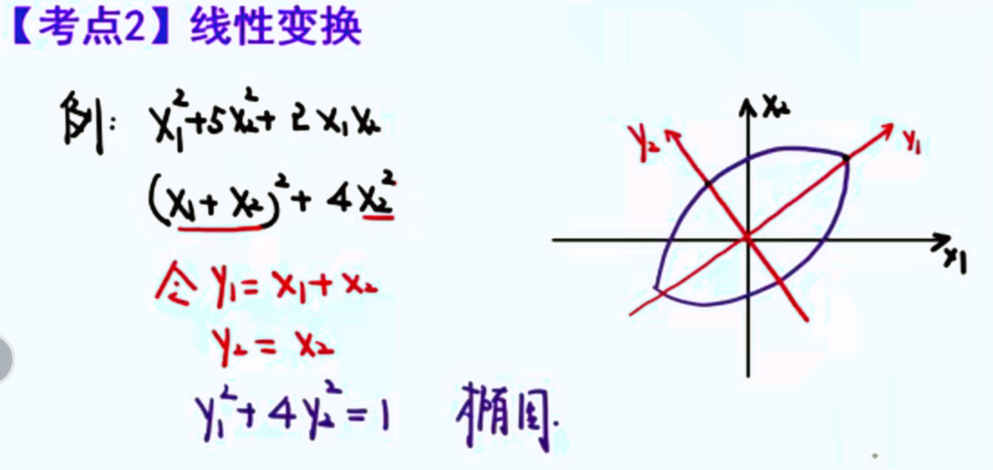 【考点2】线性变换
例: x₁²+5x₂²+2x₁x₂
(x₁+x₂)²+4x₂²
令 y₁=x₁+x₂
y₂=x₂
y₁²+4y₂²=1 椭圆.
x₂
y₂
y₁
x₁